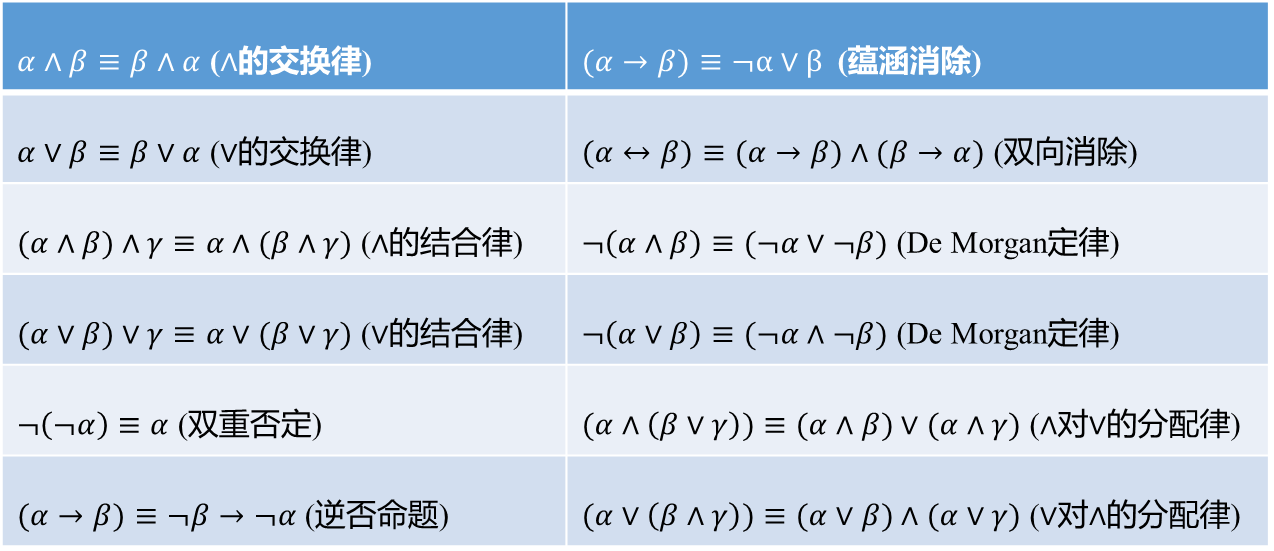 α ∧ β ≡ β ∧ α (∧的交换律)
(α → β) ≡ ¬α ∨ β (蕴涵消除)
α ∨ β ≡ β ∨ α (∨的交换律)
(α ↔ β) ≡ (α → β) ∧ (β → α) (双向消除)
(α ∧ β) ∧ γ ≡ α ∧ (β ∧ γ) (∧的结合律)
¬(α ∧ β) ≡ (¬α ∨ ¬β) (De Morgan定律)
(α ∨ β) ∨ γ ≡ α ∨ (β ∨ γ) (∨的结合律)
¬(α ∨ β) ≡ (¬α ∧ ¬β) (De Morgan定律)
¬(¬α) ≡ α (双重否定)
(α ∧ (β ∨ γ)) ≡ (α ∧ β) ∨ (α ∧ γ) (∧对∨的分配律)
(α → β) ≡ ¬β → ¬α (逆否命题)
(α ∨ (β ∧ γ)) ≡ (α ∨ β) ∧ (α ∨ γ) (∨对∧的分配律)